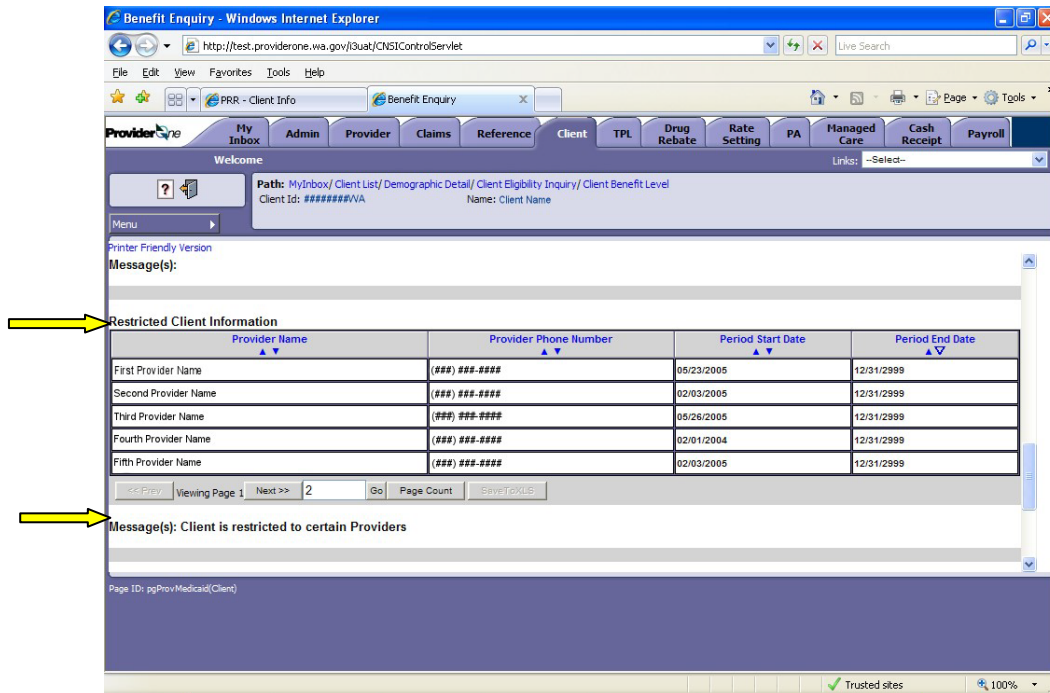 Benefit Enquiry - Windows Internet Explorer
http://test.providerone.wa.gov/i3uat/CNSIControlServlet
Live Search
File Edit View Favorites Tools Help
PRR - Client Info
Benefit Enquiry
Page
Tools
ProviderOne
My Inbox
Admin
Provider
Claims
Reference
Client
TPL
Drug Rebate
Rate Setting
PA
Managed Care
Cash Receipt
Payroll
Welcome
Links: --Select--
Path: MyInbox/ Client List/ Demographic Detail/ Client Eligibility Inquiry/ Client Benefit Level
Client Id: ########WA Name: Client Name
Menu
Printer Friendly Version
Message(s):
Restricted Client Information
Provider Name Provider Phone Number Period Start Date Period End Date
First Provider Name (###) ###-#### 05/23/2005 12/31/2999
Second Provider Name (###) ###-#### 02/03/2005 12/31/2999
Third Provider Name (###) ###-#### 05/26/2005 12/31/2999
Fourth Provider Name (###) ###-#### 02/01/2004 12/31/2999
Fifth Provider Name (###) ###-#### 02/03/2005 12/31/2999
<< Prev Viewing Page 1 Next >> 2 Go Page Count SaveToXLS
Message(s): Client is restricted to certain Providers
Page ID: pgProvMedicaid(Client)
Trusted sites 100%